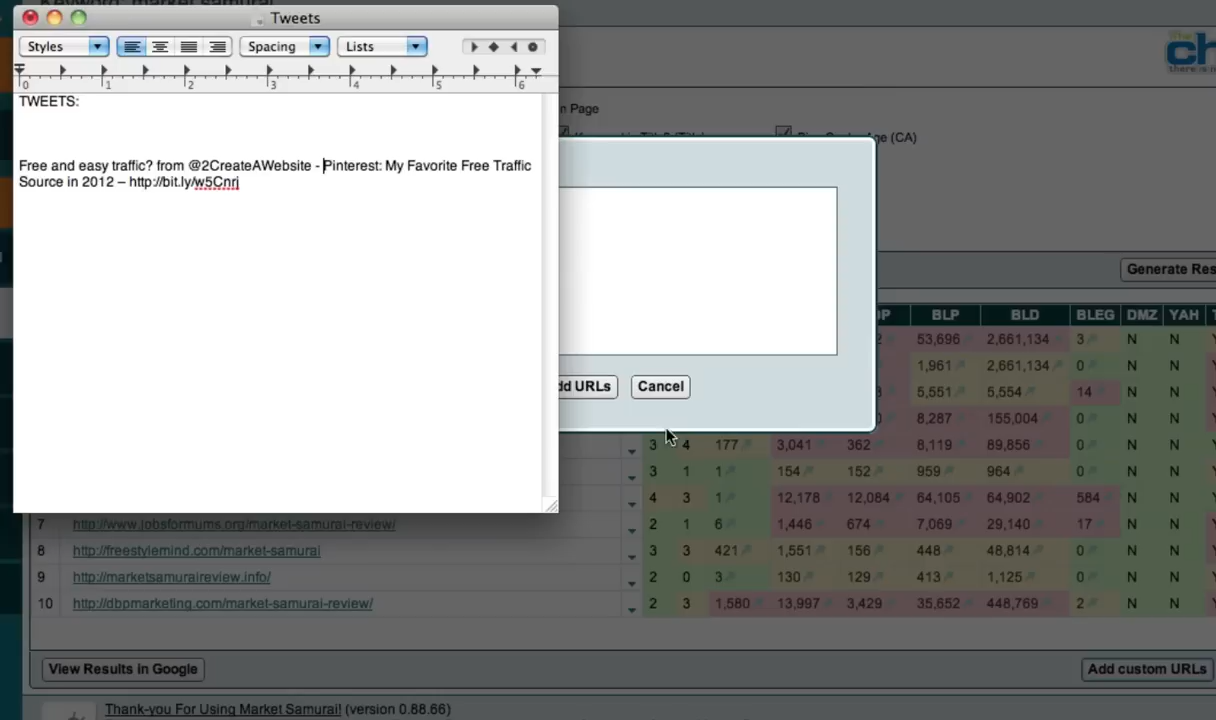 Tweets
Styles Spacing Lists
0 1 2 3 4 5 6
TWEETS:
Free and easy traffic? from @2CreateAWebsite - Pinterest: My Favorite Free Traffic
Source in 2012 – http://bit.ly/w5Cnrj
n Page
Age (CA)
dd URLs Cancel
Generate Res
P BLP BLD BLEG DMZ YAH
53,696 2,661,134 3 N N
1,961 2,661,134 0 N N
5,551 5,554 14 N N
8,287 155,004 0 N N
3 4 177 3,041 362 8,119 89,856 0 N N
3 1 1 154 152 959 964 0 N N
4 3 1 12,178 12,084 64,105 64,902 584 N N
7 http://www.jobsformums.org/market-samurai-review/ 2 1 6 1,446 674 7,069 29,140 17 N N
8 http://freestylemind.com/market-samurai 3 3 421 1,551 156 448 48,814 0 N N
9 http://marketsamuraireview.info/ 2 0 3 130 129 413 1,125 0 N N
10 http://dbpmarketing.com/market-samurai-review/ 2 3 1,580 13,997 3,429 35,652 448,769 2 N N
View Results in Google Add custom URLs
Thank-you For Using Market Samurai! (version 0.88.66)